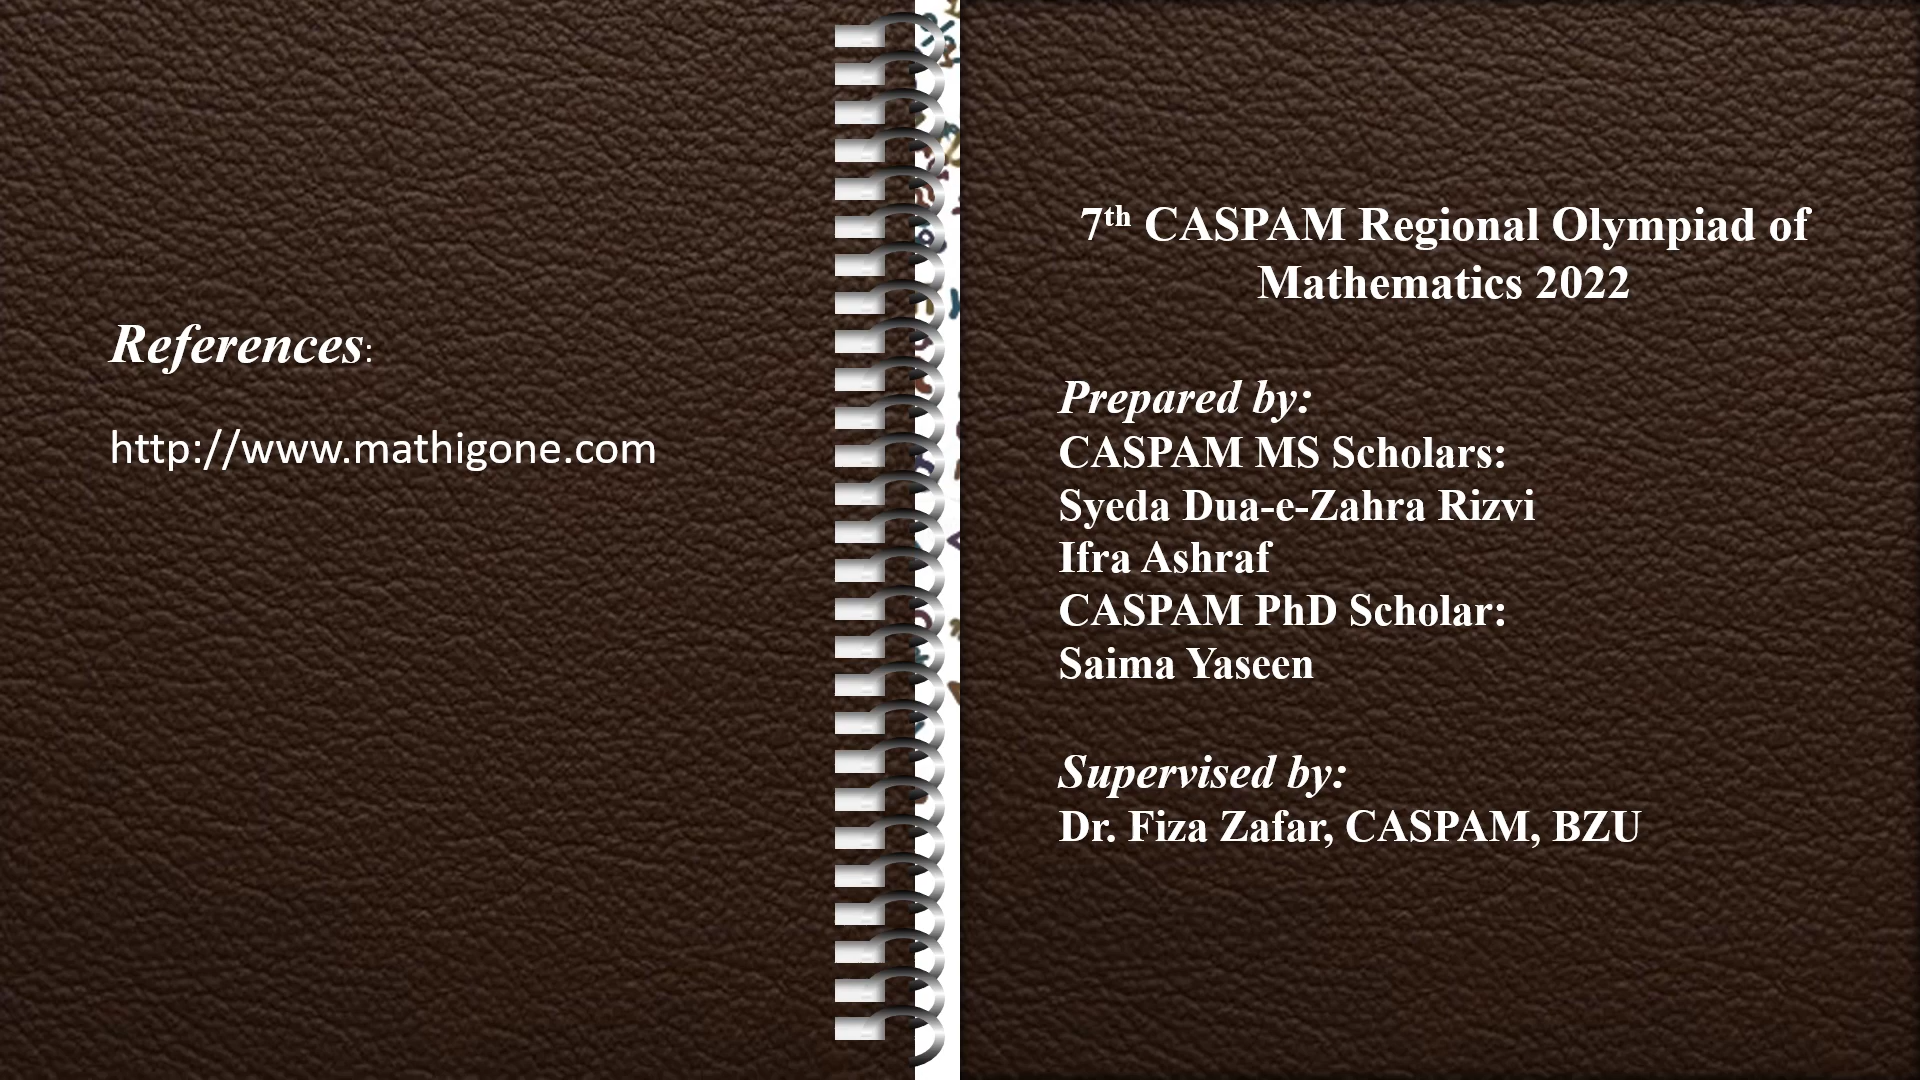 References:
http://www.mathigone.com
7th CASPAM Regional Olympiad of
Mathematics 2022
Prepared by:
CASPAM MS Scholars:
Syeda Dua-e-Zahra Rizvi
Ifra Ashraf
CASPAM PhD Scholar:
Saima Yaseen
Supervised by:
Dr. Fiza Zafar, CASPAM, BZU